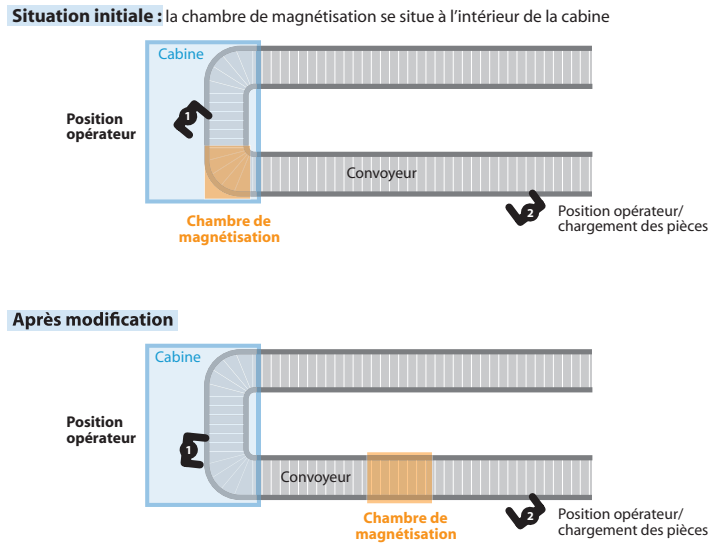 Situation initiale : la chambre de magnétisation se situe à l'intérieur de la cabine
Cabine
1
Position
opérateur
Convoyeur
2
Position opérateur/
chargement des pièces
Chambre de
magnétisation
Après modification
Cabine
Position
opérateur
1
Convoyeur
2
Position opérateur/
chargement des pièces
Chambre de
magnétisation